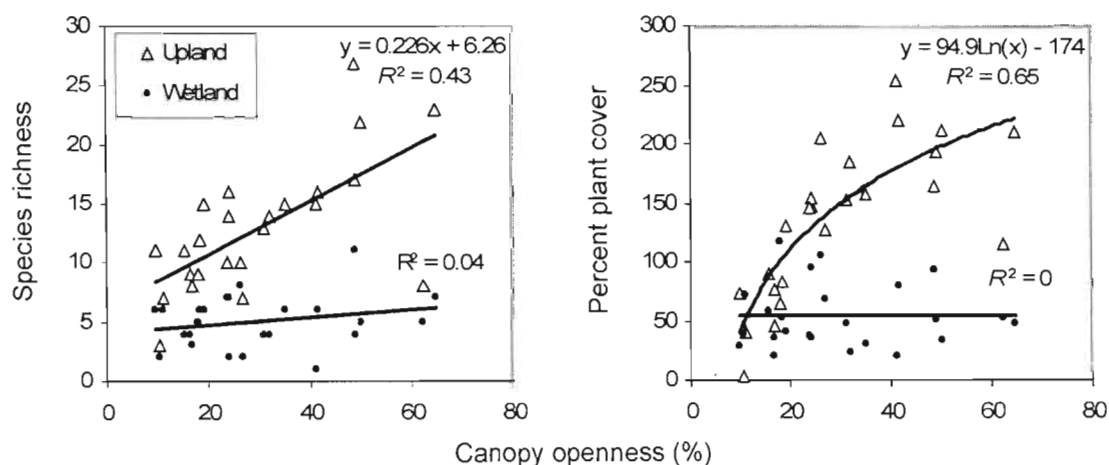 30
25
20
15
10
5
0
Species richness
Upland
Wetland
y = 0.226x + 6.26
R² = 0.43
R² = 0.04
0 20 40 60 80
300
250
200
150
100
50
0
Percent plant cover
y = 94.9Ln(x) - 174
R² = 0.65
R² = 0
0 20 40 60 80
Canopy openness (%)